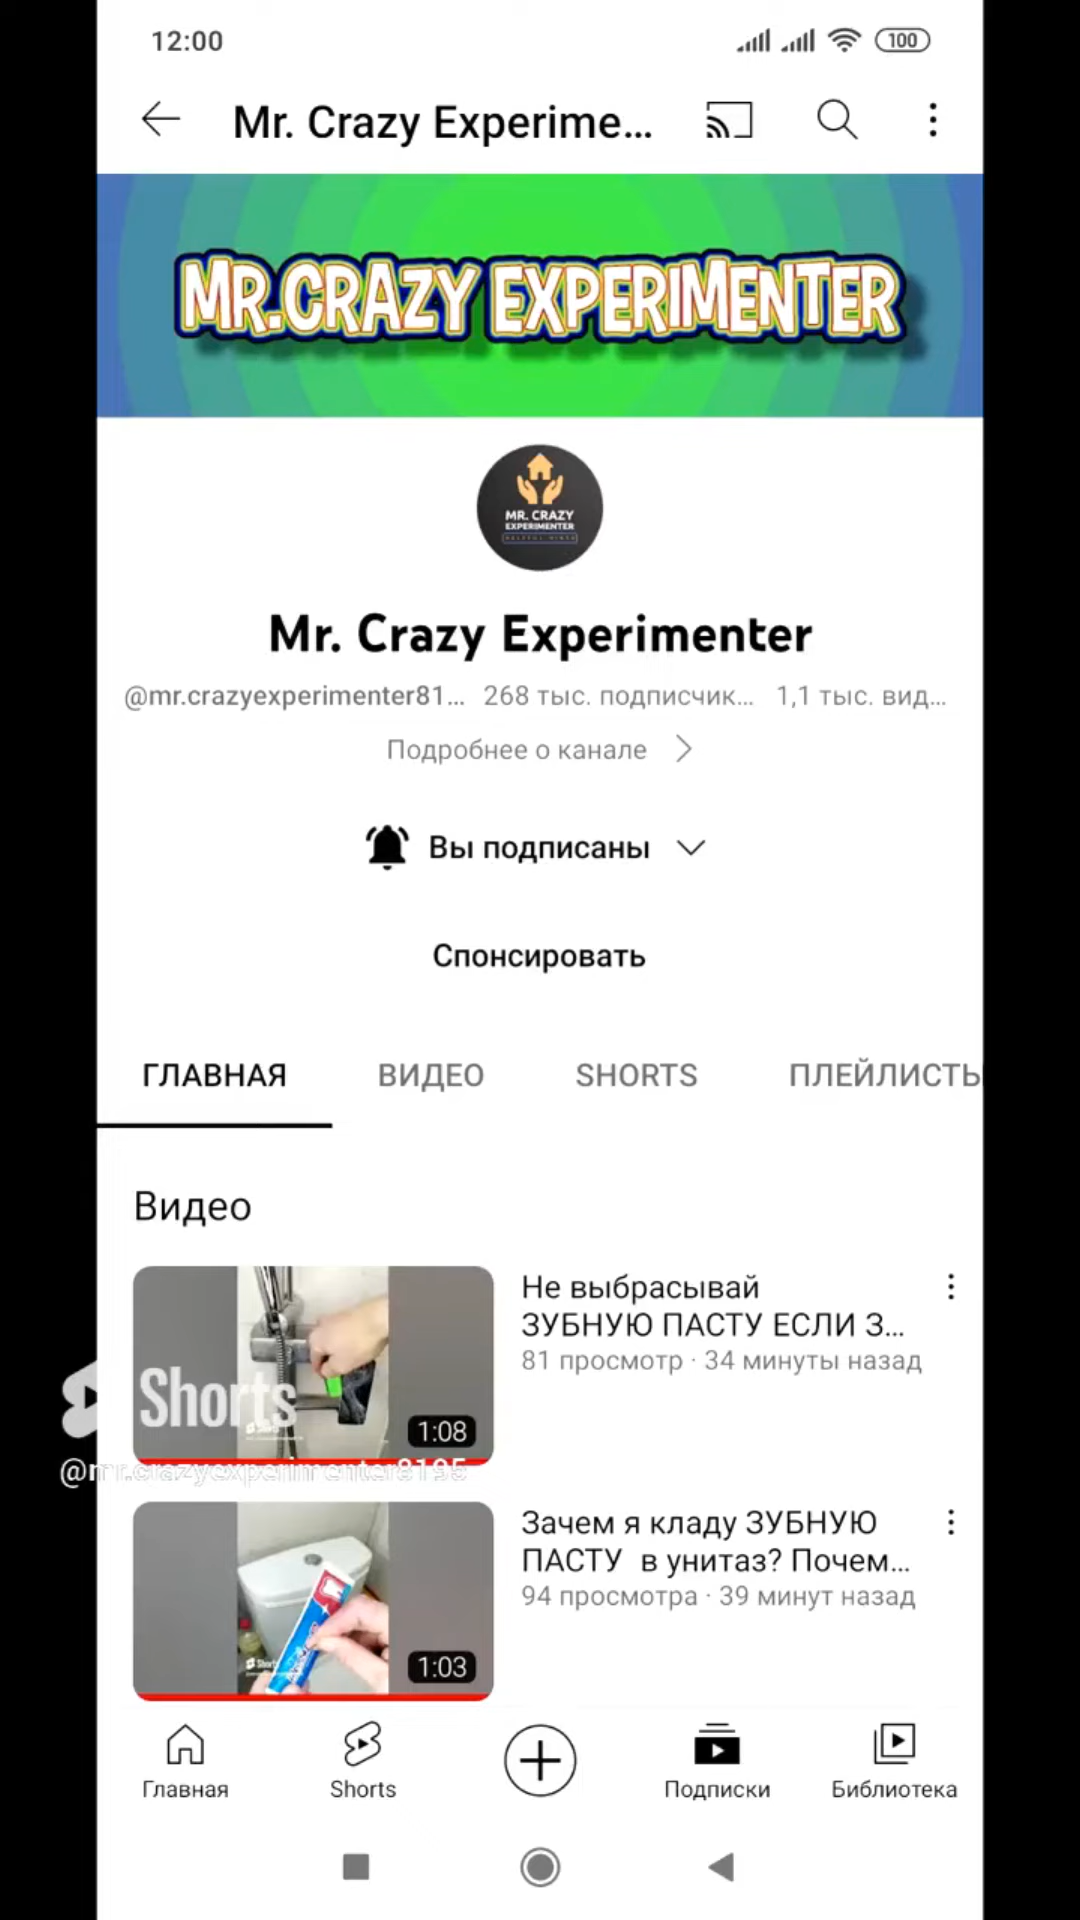 12:00
100
Mr. Crazy Experime...
MR.CRAZY EXPERIMENTER
MR. CRAZY
EXPERIMENTER
Mr. Crazy Experimenter
@mr.crazyexperimenter81... 268 тыс. подписчик... 1,1 тыс. вид...
Подробнее о канале
Вы подписаны
Спонсировать
ГЛАВНАЯ ВИДЕО SHORTS ПЛЕЙЛИСТЫ
Видео
Не выбрасывай
ЗУБНУЮ ПАСТУ ЕСЛИ З...
81 просмотр · 34 минуты назад
Shorts
1:08
@mr.crazyexperimenter8195
Зачем я кладу ЗУБНУЮ
ПАСТУ в унитаз? Почем...
94 просмотра · 39 минут назад
Shorts
1:03
Главная Shorts Подписки Библиотека